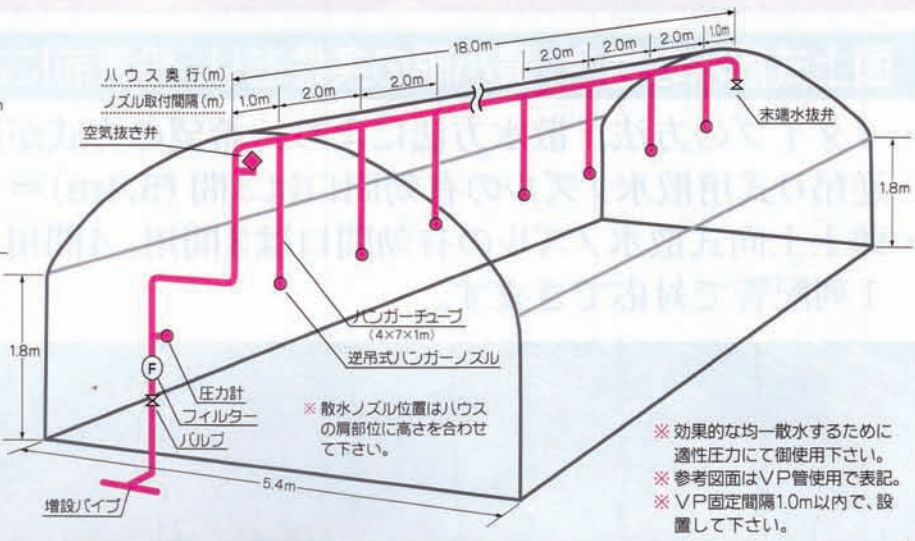 18.0m
ハウス奥行(m)
ノズル取付間隔(m)
1.0m
2.0m
2.0m
2.0m
2.0m
2.0m
1.0m
空気抜き弁
末端水抜弁
1.8m
1.8m
ハンガーチューブ
(4×7×1m)
逆吊式ハンガーノズル
圧力計
F
フィルター
バルブ
増設パイプ
5.4m
※ 散水ノズル位置はハウス
の肩部位に高さを合わせ
て下さい。
※ 効果的な均一散水するために
適性圧力にて御使用下さい。
※ 参考図面はVP管使用で表記。
※ VP固定間隔1.0m以内で、設
置して下さい。